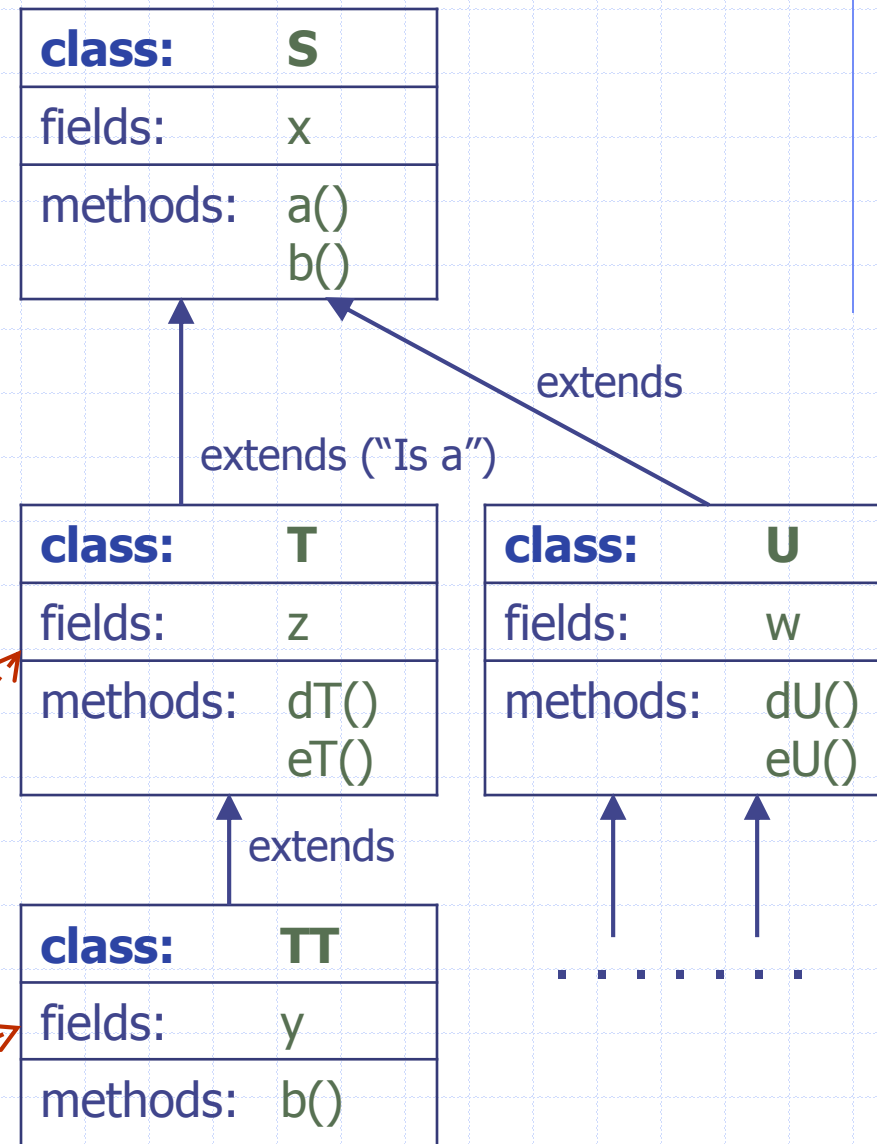 class: S
fields: x
methods: a()
b()
extends
extends (“Is a”)
class: T
fields: z
methods: dT()
eT()
class: U
fields: w
methods: dU()
eU()
extends
class: TT
fields: y
methods: b()
. . . . . . .